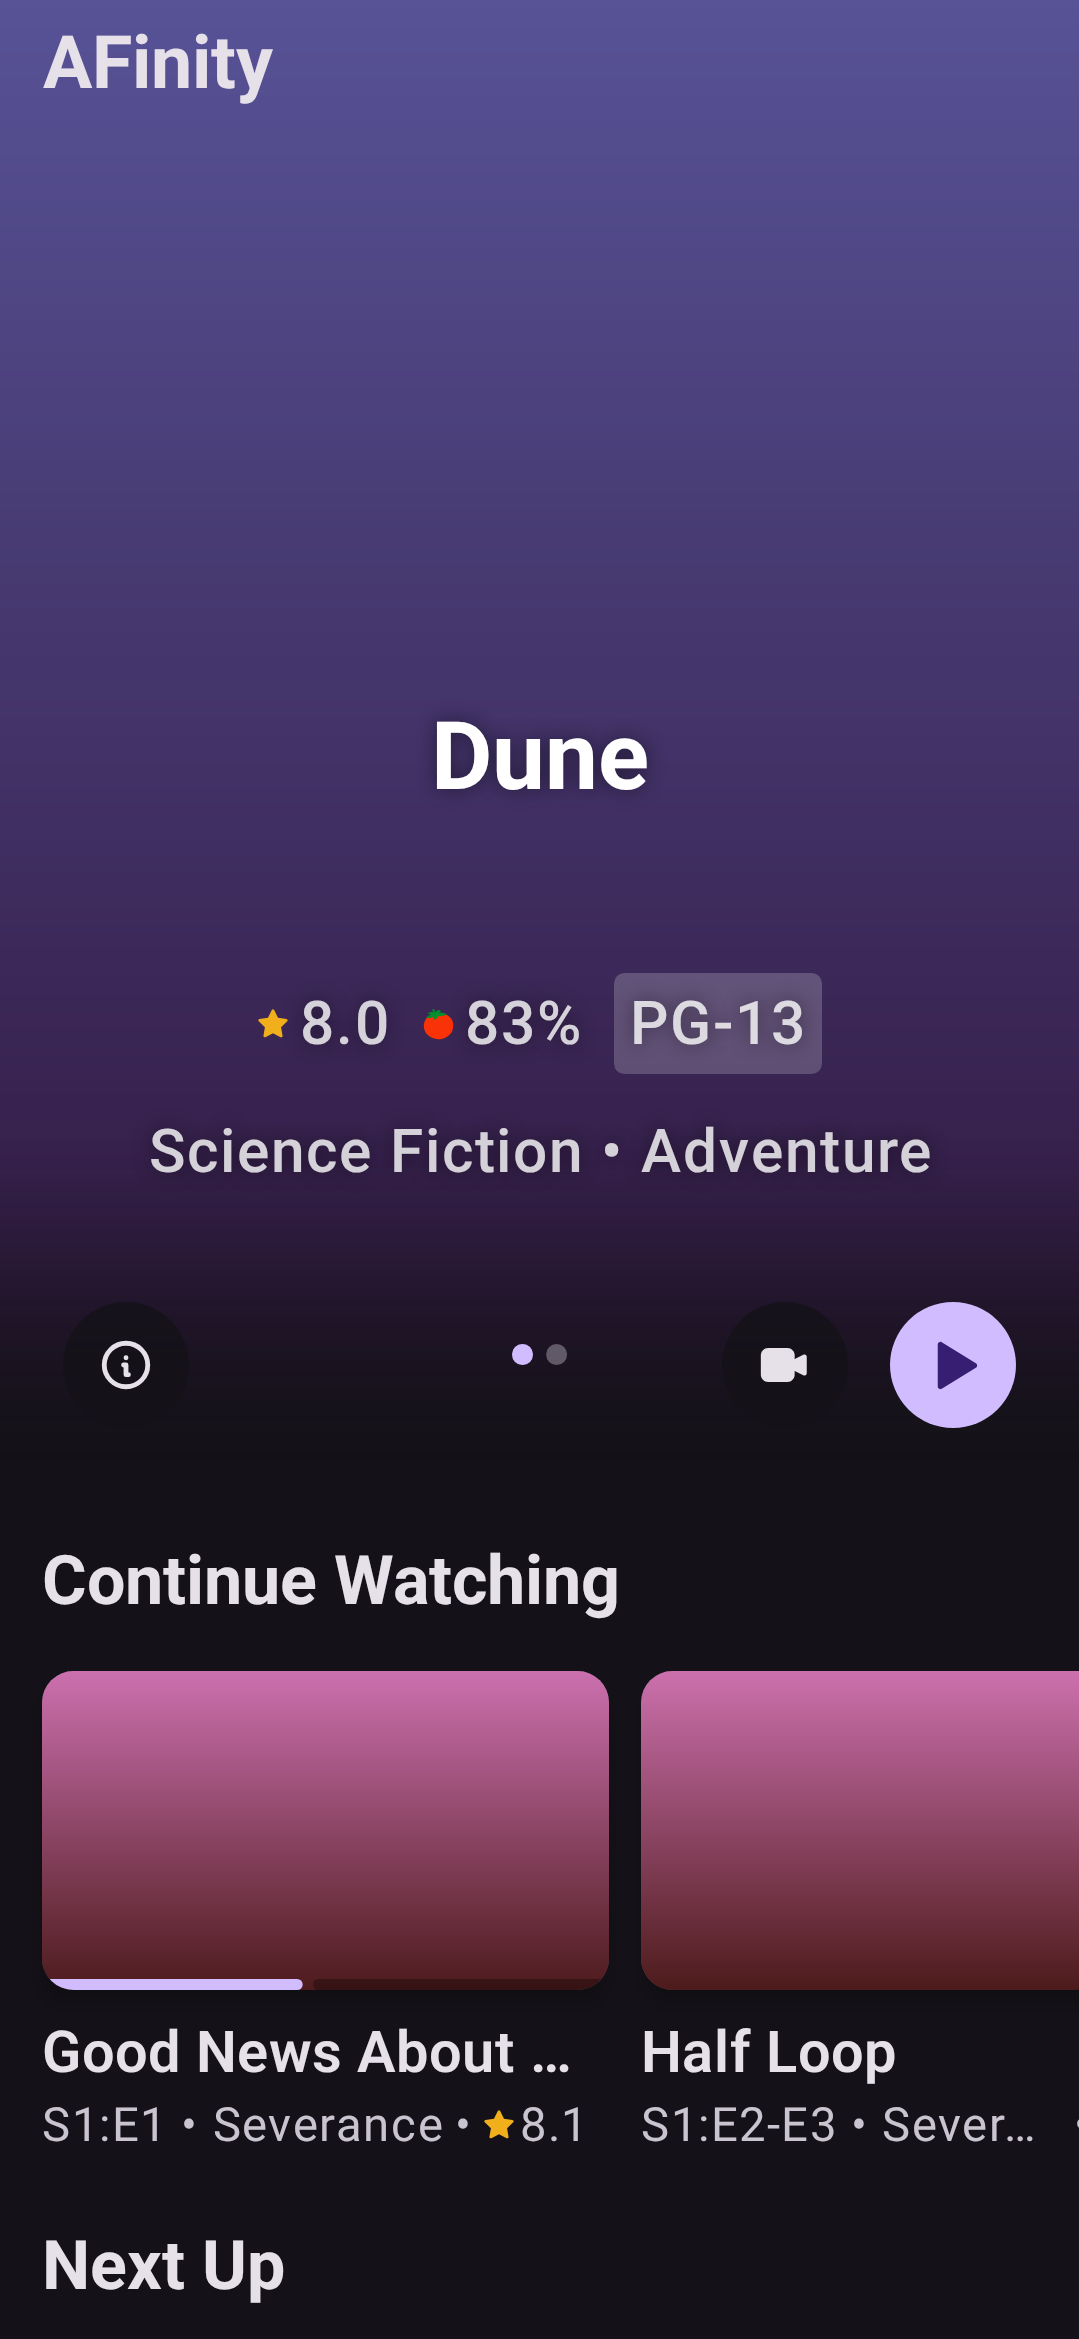 AFinity
Dune
8.0 83% PG-13
Science Fiction • Adventure
Continue Watching
Good News About ...
S1:E1 • Severance • 8.1
Half Loop
S1:E2-E3 • Sever...
Next Up